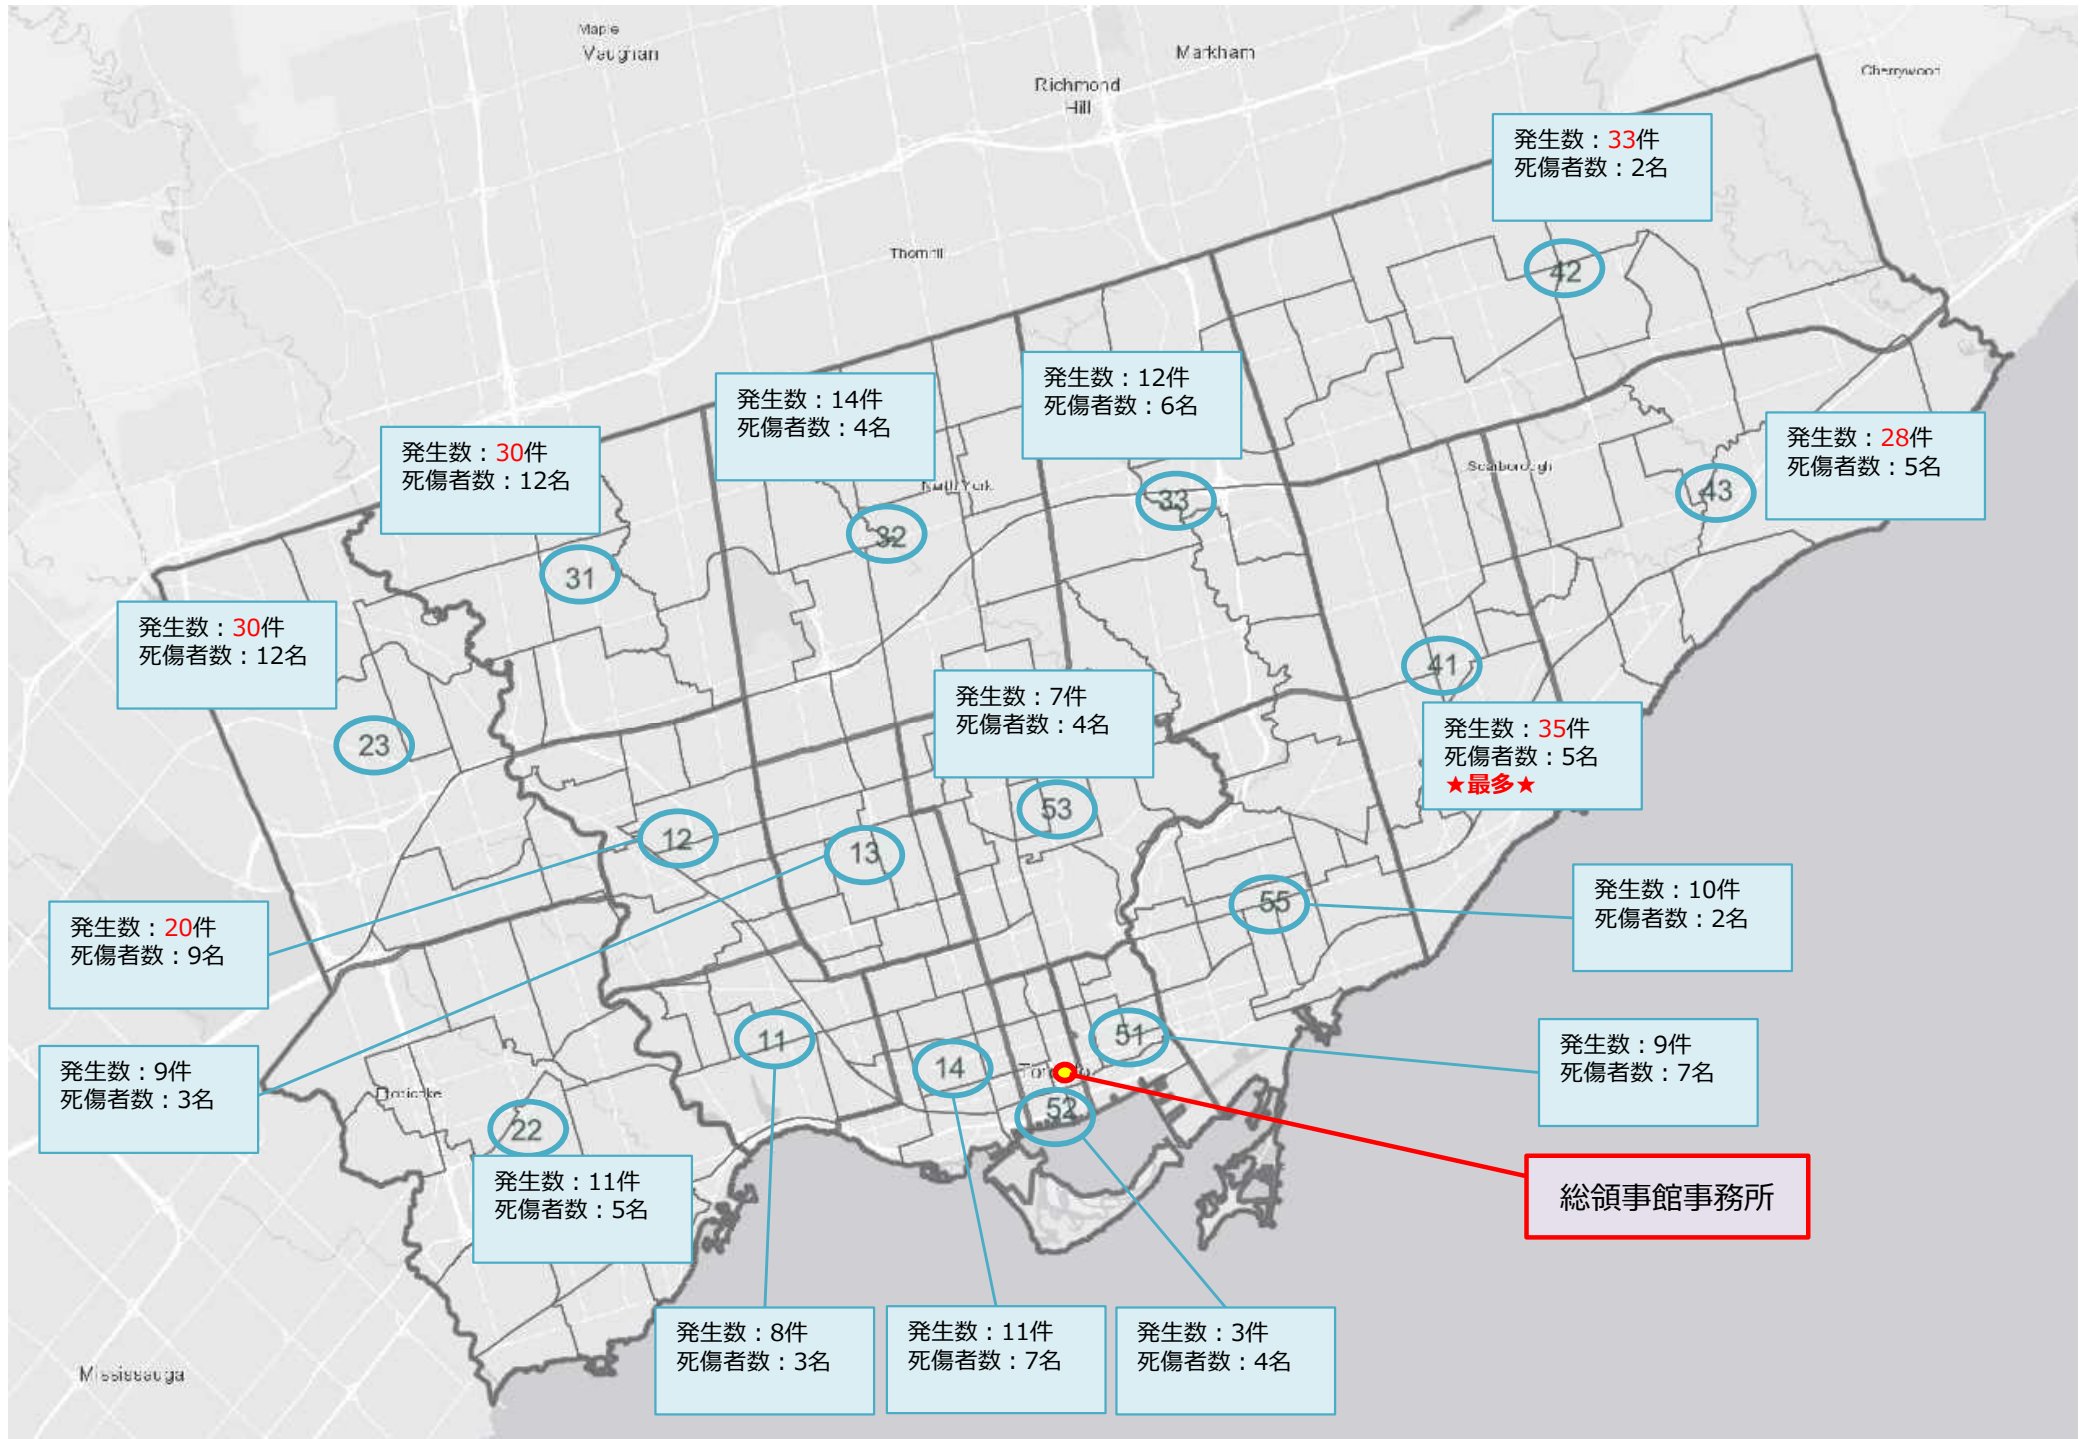 Maple
Vaughan
Markham
Richmond
Hill
Cherrywood
Thornhill
発生数：33件
死傷者数：2名
42
発生数：12件
死傷者数：6名
33
発生数：14件
死傷者数：4名
North York
32
発生数：30件
死傷者数：12名
31
Scarborough
発生数：28件
死傷者数：5名
43
発生数：30件
死傷者数：12名
23
41
発生数：35件
死傷者数：5名
★最多★
発生数：7件
死傷者数：4名
53
12
13
55
発生数：20件
死傷者数：9名
発生数：10件
死傷者数：2名
発生数：9件
死傷者数：3名
11
14
51
Toronto
52
発生数：9件
死傷者数：7名
Etobicoke
22
発生数：11件
死傷者数：5名
総領事館事務所
発生数：8件
死傷者数：3名
発生数：11件
死傷者数：7名
発生数：3件
死傷者数：4名
Mississauga